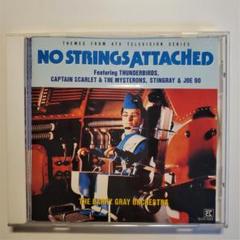 THEMES FROM ATV TELEVISION SERIES
NO STRINGS ATTACHED
Featuring THUNDERBIRDS,
CAPTAIN SCARLET & THE MYSTERONS, STINGRAY & JOE 90
THE BARRY GRAY ORCHESTRA